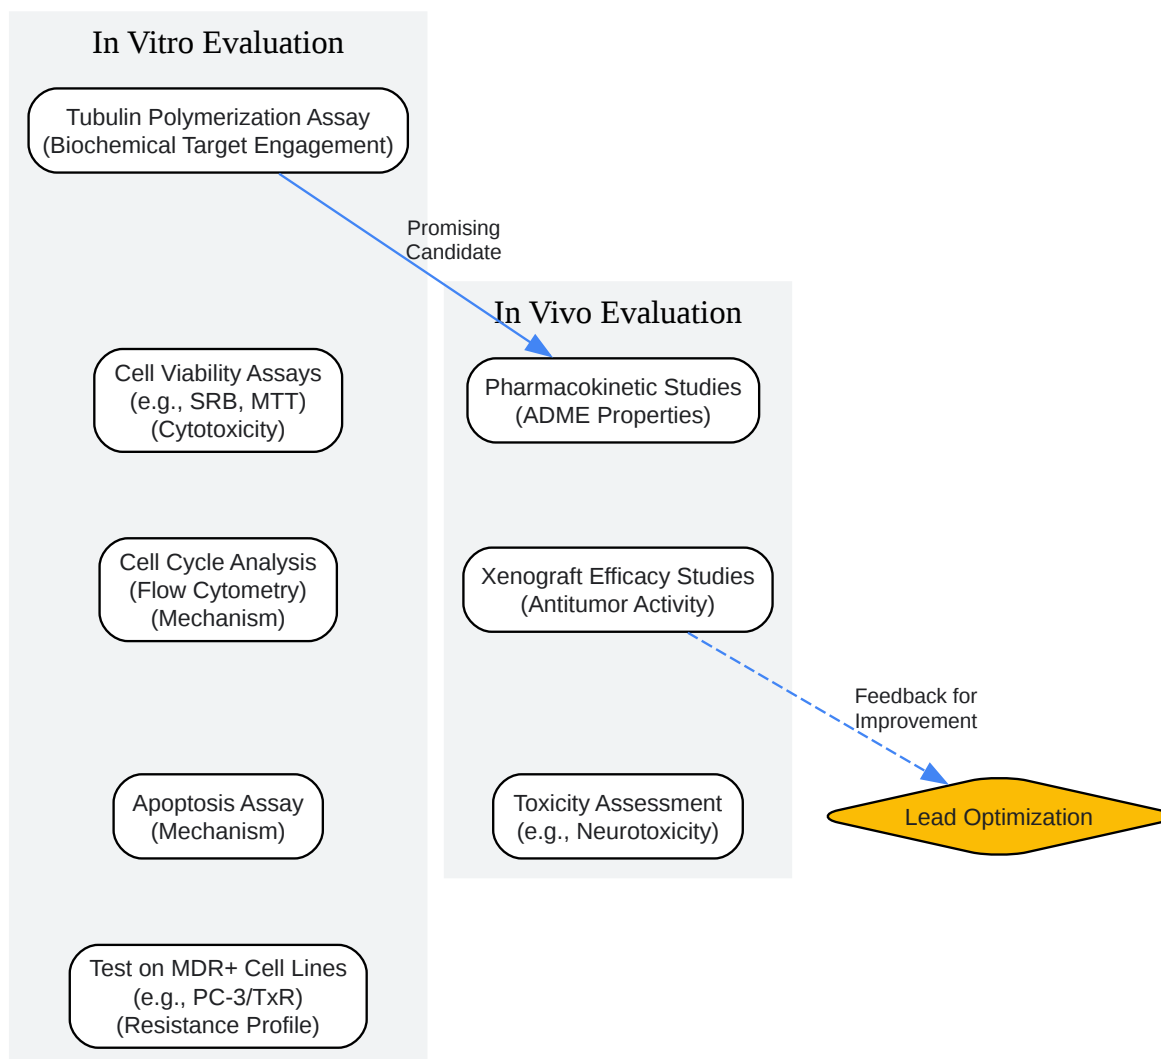 In Vitro Evaluation
Tubulin Polymerization Assay
(Biochemical Target Engagement)
Promising
Candidate
In Vivo Evaluation
Cell Viability Assays
(e.g., SRB, MTT)
(Cytotoxicity)
Pharmacokinetic Studies
(ADME Properties)
Cell Cycle Analysis
(Flow Cytometry)
(Mechanism)
Xenograft Efficacy Studies
(Antitumor Activity)
Feedback for
Improvement
Apoptosis Assay
(Mechanism)
Toxicity Assessment
(e.g., Neurotoxicity)
Lead Optimization
Test on MDR+ Cell Lines
(e.g., PC-3/TxR)
(Resistance Profile)